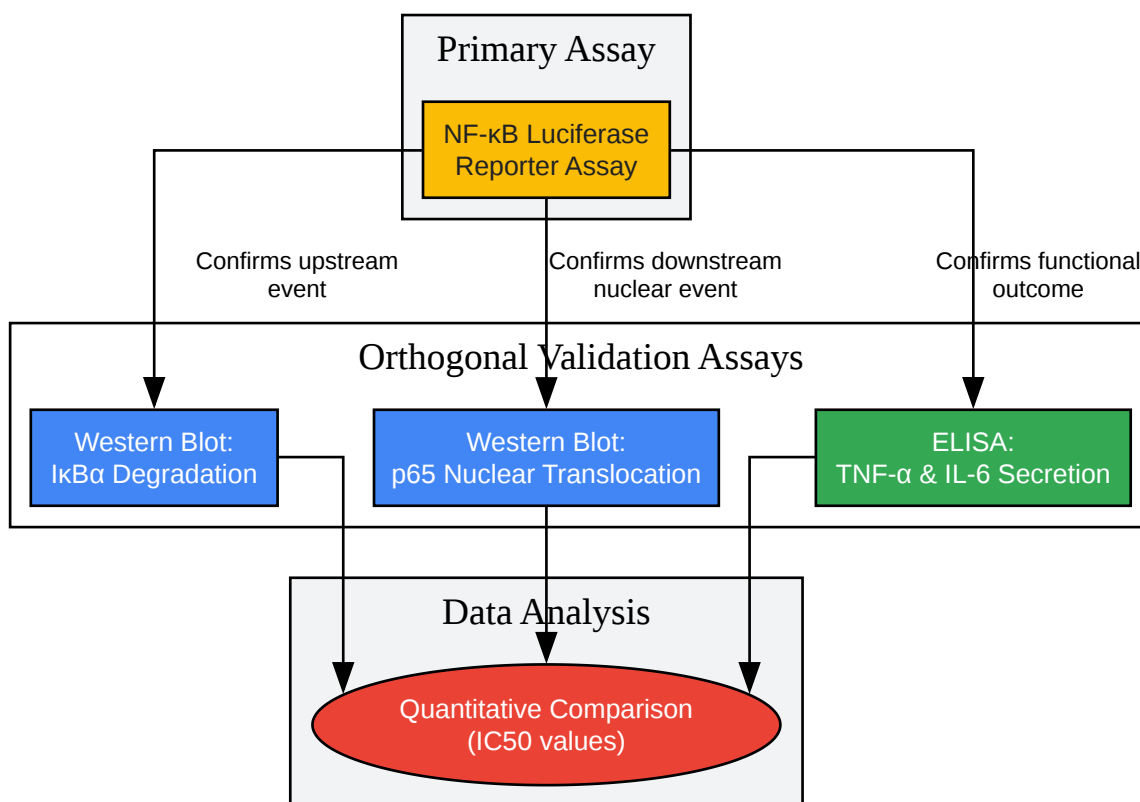 Primary Assay
NF-κB Luciferase
Reporter Assay
Confirms upstream
event
Confirms downstream
nuclear event
Confirms functional
outcome
Orthogonal Validation Assays
Western Blot:
IκBα Degradation
Western Blot:
p65 Nuclear Translocation
ELISA:
TNF-α & IL-6 Secretion
Data Analysis
Quantitative Comparison
(IC50 values)